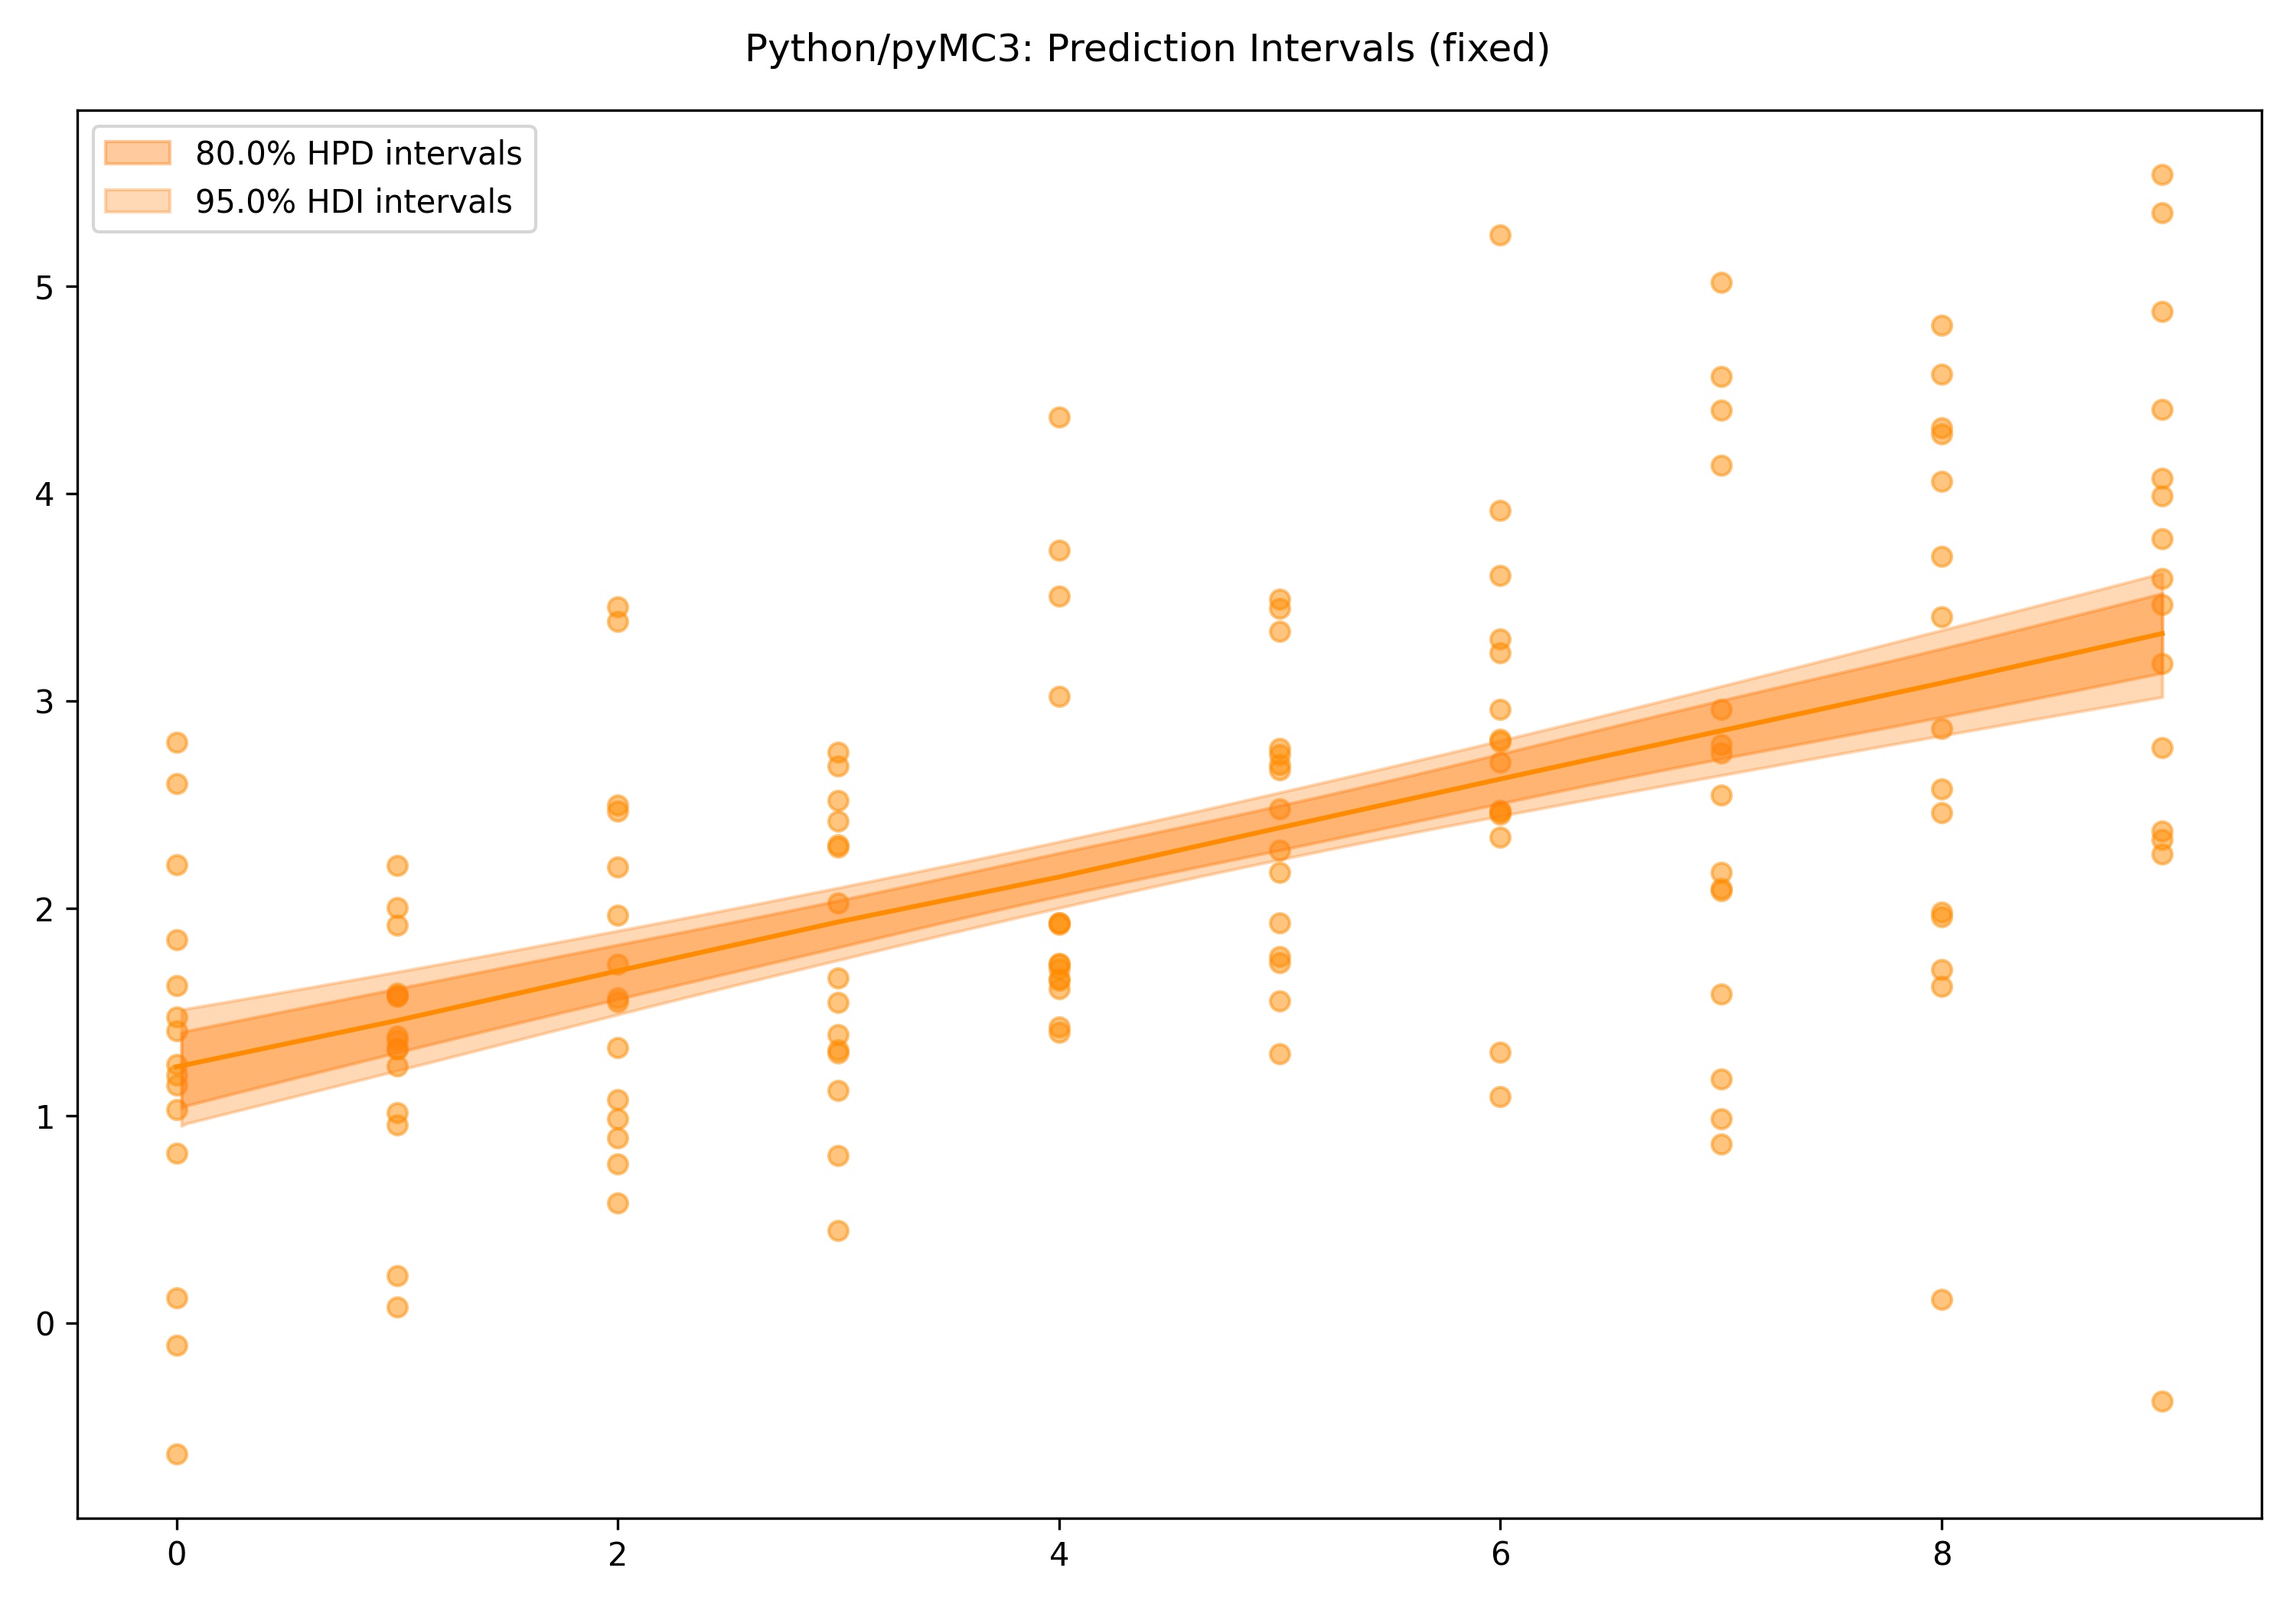 Python/pyMC3: Prediction Intervals (fixed)
80.0% HPD intervals
95.0% HDI intervals
5
4
3
2
1
0
0 2 4 6 8